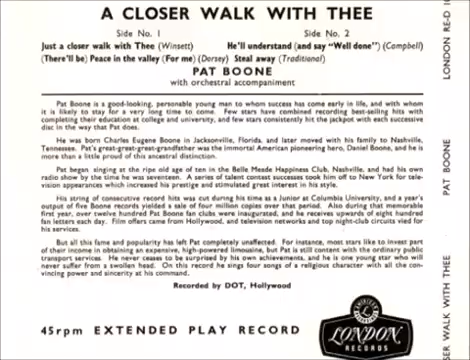 A CLOSER WALK WITH THEE
Side No. 1 Side No. 2
Just a closer walk with Thee (Winsett) He'll understand (and say "Well done") (Campbell)
(There'll be) Peace in the valley (For me) (Dorsey) Steal away (Traditional)
PAT BOONE
with orchestral accompaniment
Pat Boone is a good-looking, personable young man to whom success has come early in life, and with whom
it is likely to stay for a very long time to come. Few stars have combined recording best-selling hits with
completing their education at college and university, and few stars consistently hit the jackpot with each successive
disc in the way that Pat does.
He was born Charles Eugene Boone in Jacksonville, Florida, and later moved with his family to Nashville,
Tennessee. Pat's great-great-great-grandfather was the immortal American pioneering hero, Daniel Boone, and he is
more than a little proud of this ancestral distinction.
Pat began singing at the ripe old age of ten in the Belle Meade Happiness Club, Nashville, and had his own
radio show by the time he was seventeen. A series of talent contest successes took him off to New York for tele-
vision appearances which increased his prestige and stimulated great interest in his style.
His string of consecutive record hits was cut during his time as a Junior at Columbia University, and a year's
output of five Boone records yielded a sale of four million copies over that period. Also during that memorable
first year, over twelve hundred Pat Boone fan clubs were inaugurated, and he receives upwards of eight hundred
fan letters each day. Film offers came from Hollywood, and television networks and top night-club circuits vied for
his services.
But all this fame and popularity has left Pat completely unaffected. For instance, most stars like to invest part
of their income in obtaining an expensive, high-powered limousine, but Pat is still content with the ordinary public
transport services. He never ceases to be surprised by his own achievements, and he is one young star who will
never suffer from a swollen head. On this record he sings four songs of a religious character with all the con-
vincing power and sincerity at his command.
Recorded by DOT, Hollywood
45rpm EXTENDED PLAY RECORD
LONDON
RECORDS
LONDON RE-D
PAT BOONE
SER WALK WITH THEE